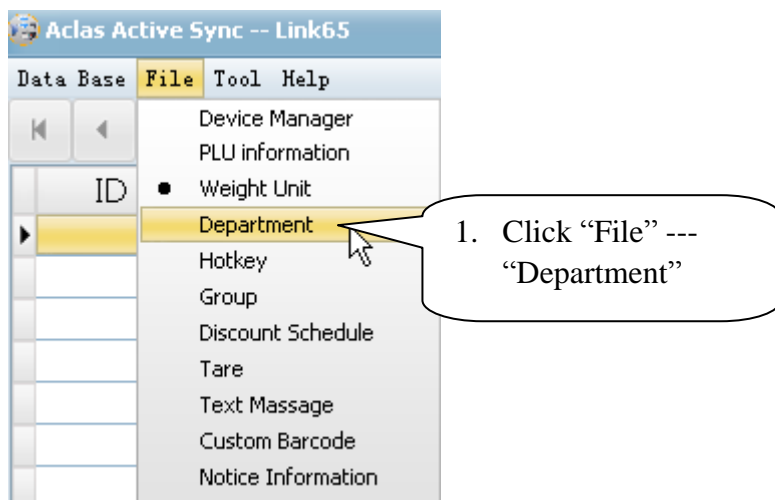 Aclas Active Sync -- Link65
Data Base File Tool Help
Device Manager
PLU information
ID
Weight Unit
Department
Hotkey
Group
Discount Schedule
Tare
Text Massage
Custom Barcode
Notice Information
1. Click “File” ---
“Department”